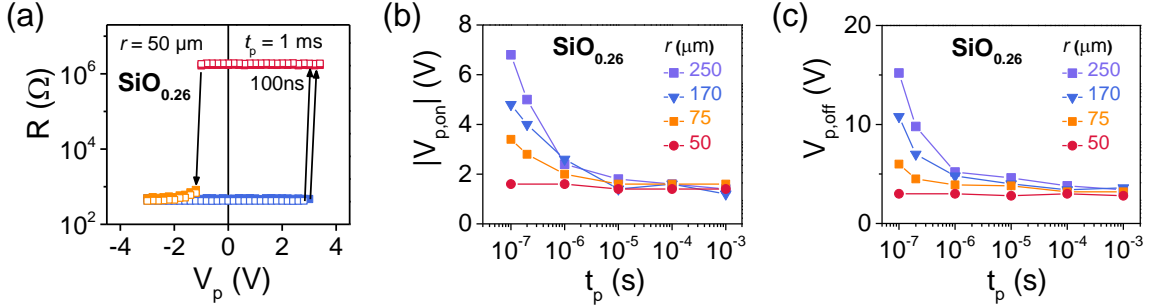 (a)
r = 50 μm
t_p = 1 ms
SiO_0.26
100ns
R (Ω)
10^6
10^4
10^2
-4
-2
0
2
4
V_p (V)
(b)
SiO_0.26
r (μm)
250
170
75
50
|V_p,on| (V)
8
6
4
2
0
10^-7
10^-6
10^-5
10^-4
10^-3
t_p (s)
(c)
SiO_0.26
r (μm)
250
170
75
50
V_p,off (V)
20
10
0
10^-7
10^-6
10^-5
10^-4
10^-3
t_p (s)